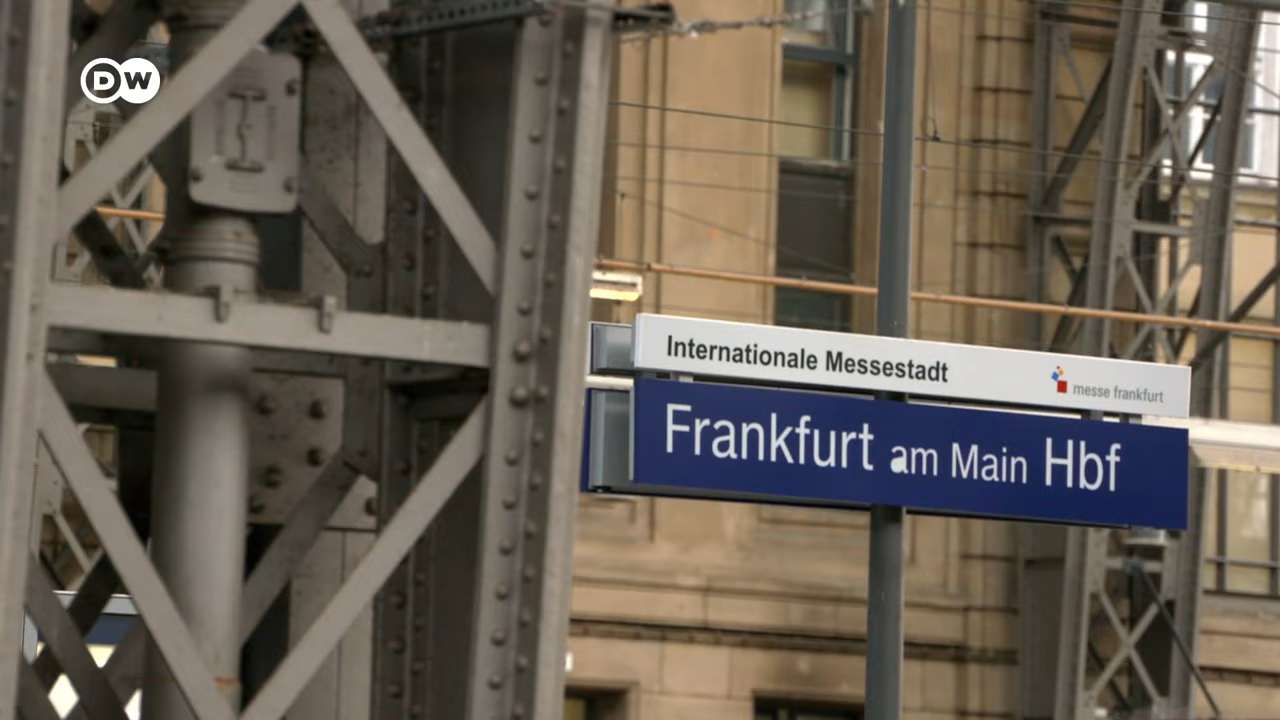 DW
Internationale Messestadt
messe frankfurt
Frankfurt am Main Hbf